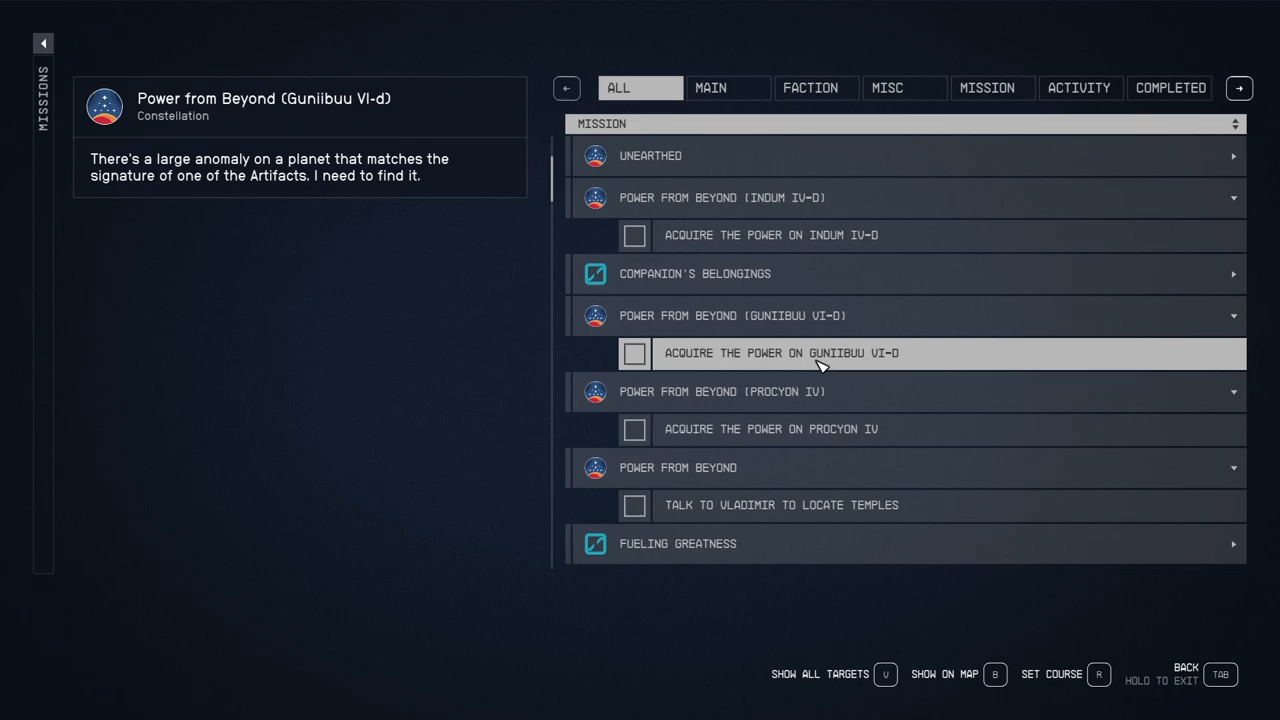 MISSIONS
Power from Beyond (Guniibuu VI-d)
Constellation
There's a large anomaly on a planet that matches the
signature of one of the Artifacts. I need to find it.
ALL MAIN FACTION MISC MISSION ACTIVITY COMPLETED
MISSION
UNEARTHED
POWER FROM BEYOND (INDUM IV-D)
ACQUIRE THE POWER ON INDUM IV-D
COMPANION'S BELONGINGS
POWER FROM BEYOND (GUNIIBUU VI-D)
ACQUIRE THE POWER ON GUNIIBUU VI-D
POWER FROM BEYOND (PROCYON IV)
ACQUIRE THE POWER ON PROCYON IV
POWER FROM BEYOND
TALK TO VLADIMIR TO LOCATE TEMPLES
FUELING GREATNESS
SHOW ALL TARGETS V SHOW ON MAP B SET COURSE R BACK TAB
HOLD TO EXIT